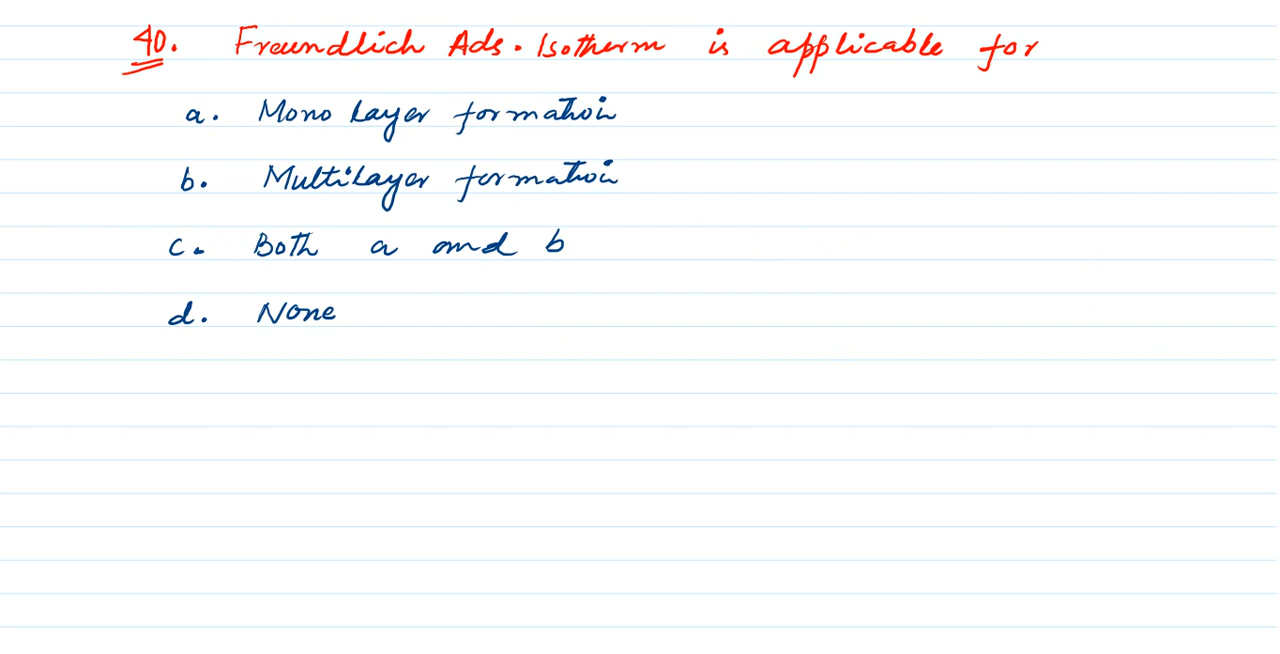 40. Freundlich Ads. Isotherm is applicable for
a. Mono Layer formation
b. MultiLayer formation
c. Both a and b
d. None